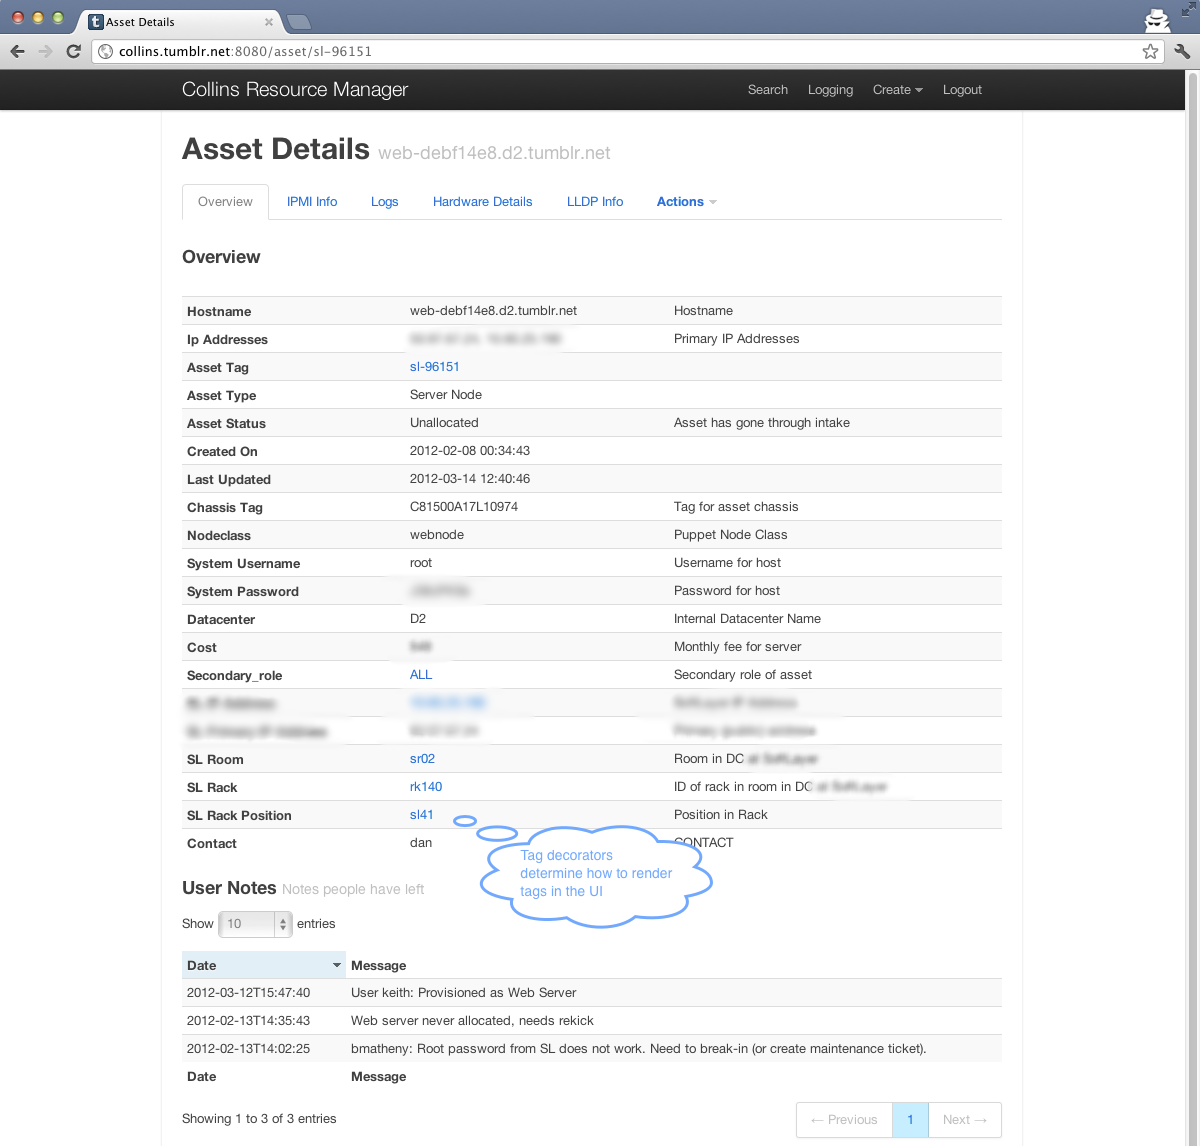 Asset Details
collins.tumblr.net:8080/asset/sl-96151
Collins Resource Manager Search Logging Create Logout
Asset Details web-debf14e8.d2.tumblr.net
Overview IPMI Info Logs Hardware Details LLDP Info Actions
Overview
Hostname web-debf14e8.d2.tumblr.net Hostname
Ip Addresses Primary IP Addresses
Asset Tag sl-96151
Asset Type Server Node
Asset Status Unallocated Asset has gone through intake
Created On 2012-02-08 00:34:43
Last Updated 2012-03-14 12:40:46
Chassis Tag C81500A17L10974 Tag for asset chassis
Nodeclass webnode Puppet Node Class
System Username root Username for host
System Password Password for host
Datacenter D2 Internal Datacenter Name
Cost Monthly fee for server
Secondary_role ALL Secondary role of asset
SL Room sr02 Room in DC
SL Rack rk140 ID of rack in room in DC
SL Rack Position sl41 Position in Rack
Contact dan CONTACT
Tag decorators
determine how to render
tags in the UI
User Notes Notes people have left
Show 10 entries
Date Message
2012-03-12T15:47:40 User keith: Provisioned as Web Server
2012-02-13T14:35:43 Web server never allocated, needs rekick
2012-02-13T14:02:25 bmatheny: Root password from SL does not work. Need to break-in (or create maintenance ticket).
Date Message
Showing 1 to 3 of 3 entries ← Previous 1 Next →